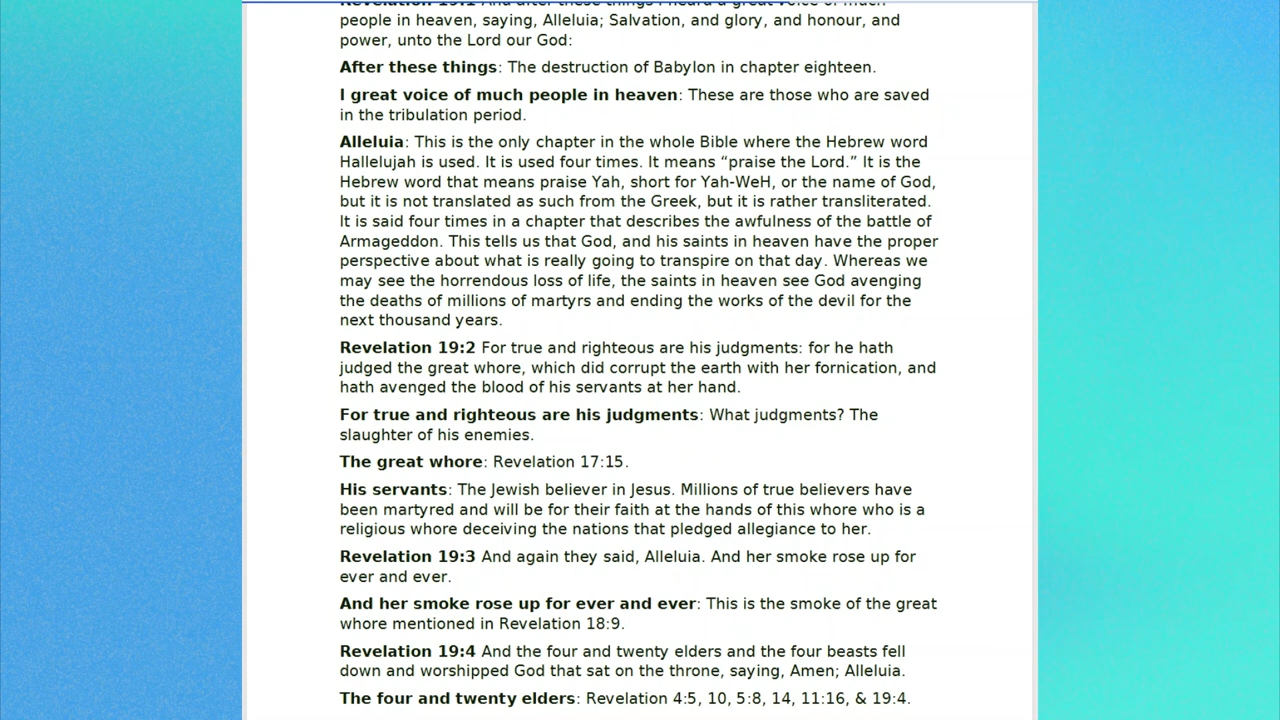 Revelation 19:1 And after these things I heard a great voice of much
people in heaven, saying, Alleluia; Salvation, and glory, and honour, and
power, unto the Lord our God:
After these things: The destruction of Babylon in chapter eighteen.
I great voice of much people in heaven: These are those who are saved
in the tribulation period.
Alleluia: This is the only chapter in the whole Bible where the Hebrew word
Hallelujah is used. It is used four times. It means “praise the Lord.” It is the
Hebrew word that means praise Yah, short for Yah-WeH, or the name of God,
but it is not translated as such from the Greek, but it is rather transliterated.
It is said four times in a chapter that describes the awfulness of the battle of
Armageddon. This tells us that God, and his saints in heaven have the proper
perspective about what is really going to transpire on that day. Whereas we
may see the horrendous loss of life, the saints in heaven see God avenging
the deaths of millions of martyrs and ending the works of the devil for the
next thousand years.
Revelation 19:2 For true and righteous are his judgments: for he hath
judged the great whore, which did corrupt the earth with her fornication, and
hath avenged the blood of his servants at her hand.
For true and righteous are his judgments: What judgments? The
slaughter of his enemies.
The great whore: Revelation 17:15.
His servants: The Jewish believer in Jesus. Millions of true believers have
been martyred and will be for their faith at the hands of this whore who is a
religious whore deceiving the nations that pledged allegiance to her.
Revelation 19:3 And again they said, Alleluia. And her smoke rose up for
ever and ever.
And her smoke rose up for ever and ever: This is the smoke of the great
whore mentioned in Revelation 18:9.
Revelation 19:4 And the four and twenty elders and the four beasts fell
down and worshipped God that sat on the throne, saying, Amen; Alleluia.
The four and twenty elders: Revelation 4:5, 10, 5:8, 14, 11:16, & 19:4.